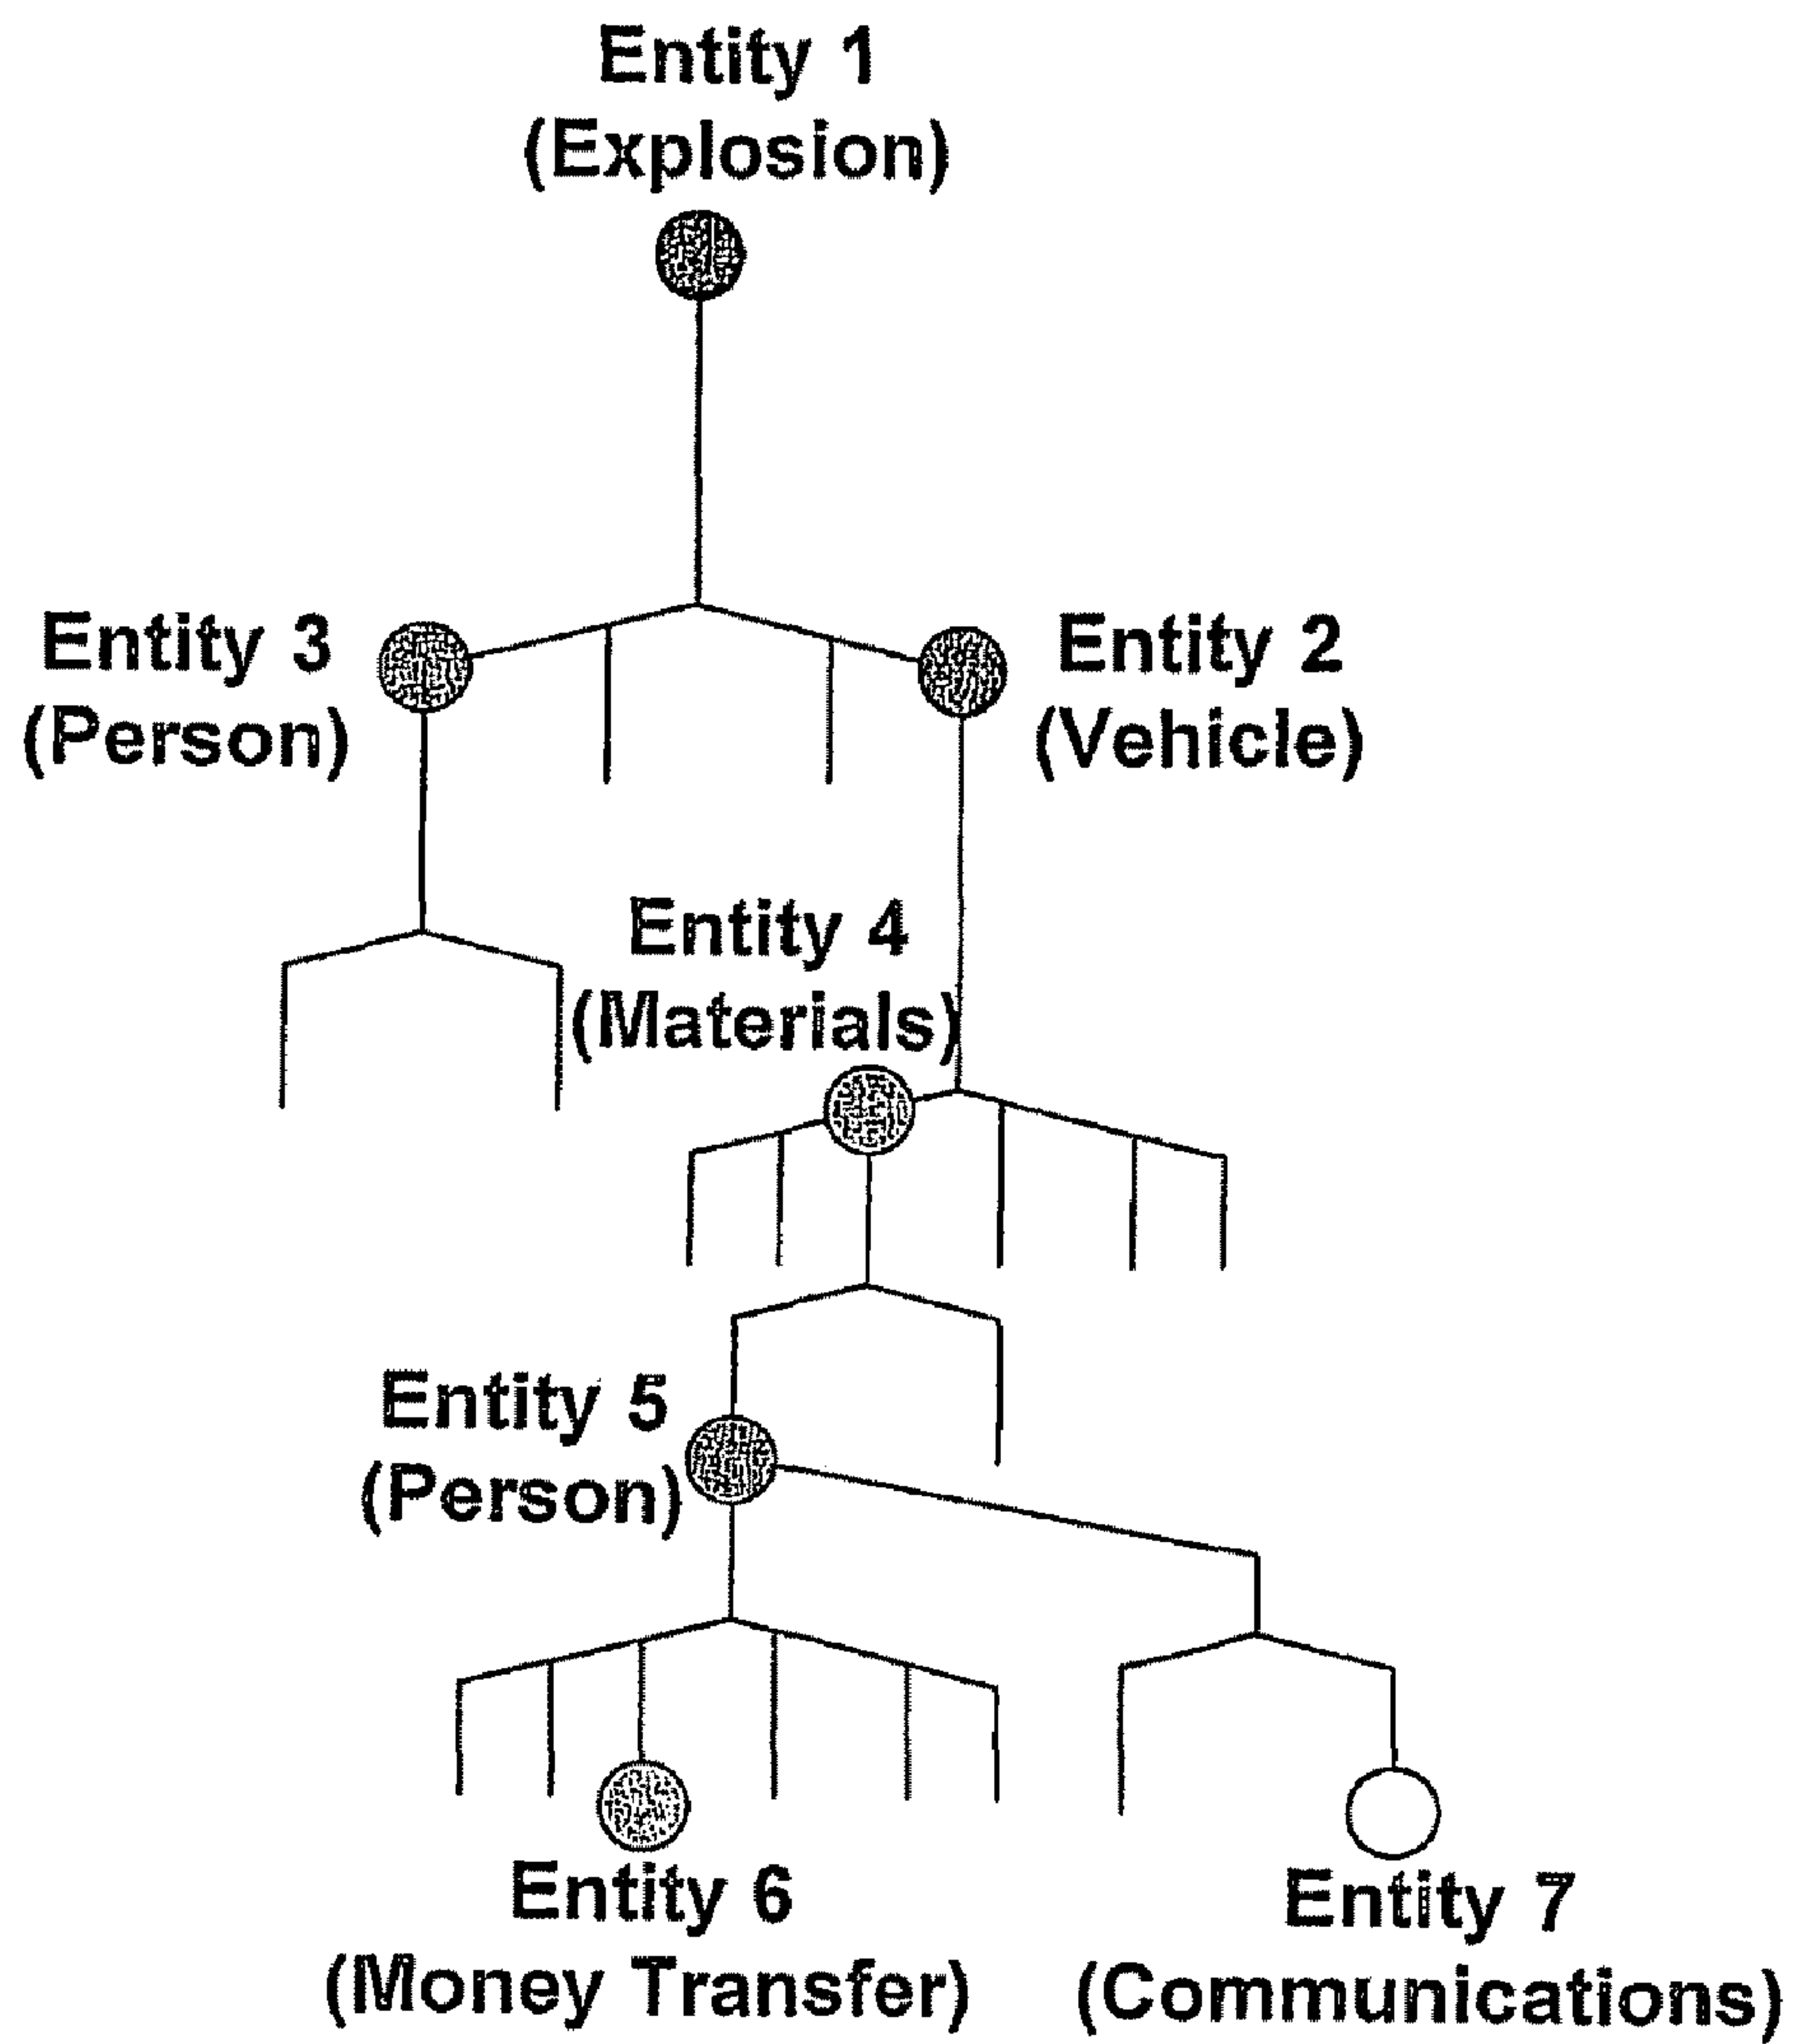 Entity 1
(Explosion)
Entity 3
(Person)
Entity 2
(Vehicle)
Entity 4
(Materials)
Entity 5
(Person)
Entity 6
(Money Transfer)
Entity 7
(Communications)